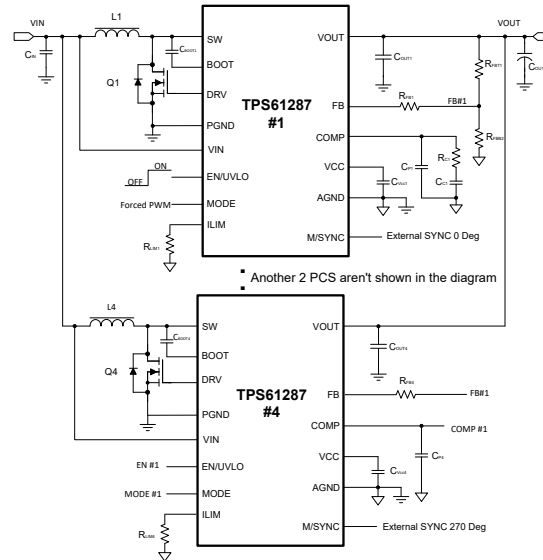 VIN
L1
VOUT
CIN
CBOOT1
SW
VOUT
COUT1
RFBT1
BOOT
Q1
DRV
TPS61287
#1
FB
RFB1
FB#1
PGND
COMP
RFBB2
VIN
RC1
CP1
ON
OFF
EN/UVLO
VCC
CVcc1
CC1
Forced PWM
MODE
AGND
ILIM
RLIM1
M/SYNC
External SYNC 0 Deg
Another 2 PCS aren't shown in the diagram
L4
SW
VOUT
CBOOT4
COUT4
BOOT
Q4
DRV
TPS61287
#4
FB
RFB4
FB#1
PGND
COMP
COMP #1
VIN
CP4
EN #1
EN/UVLO
VCC
CVcc4
MODE #1
MODE
AGND
ILIM
RLIM4
M/SYNC
External SYNC 270 Deg